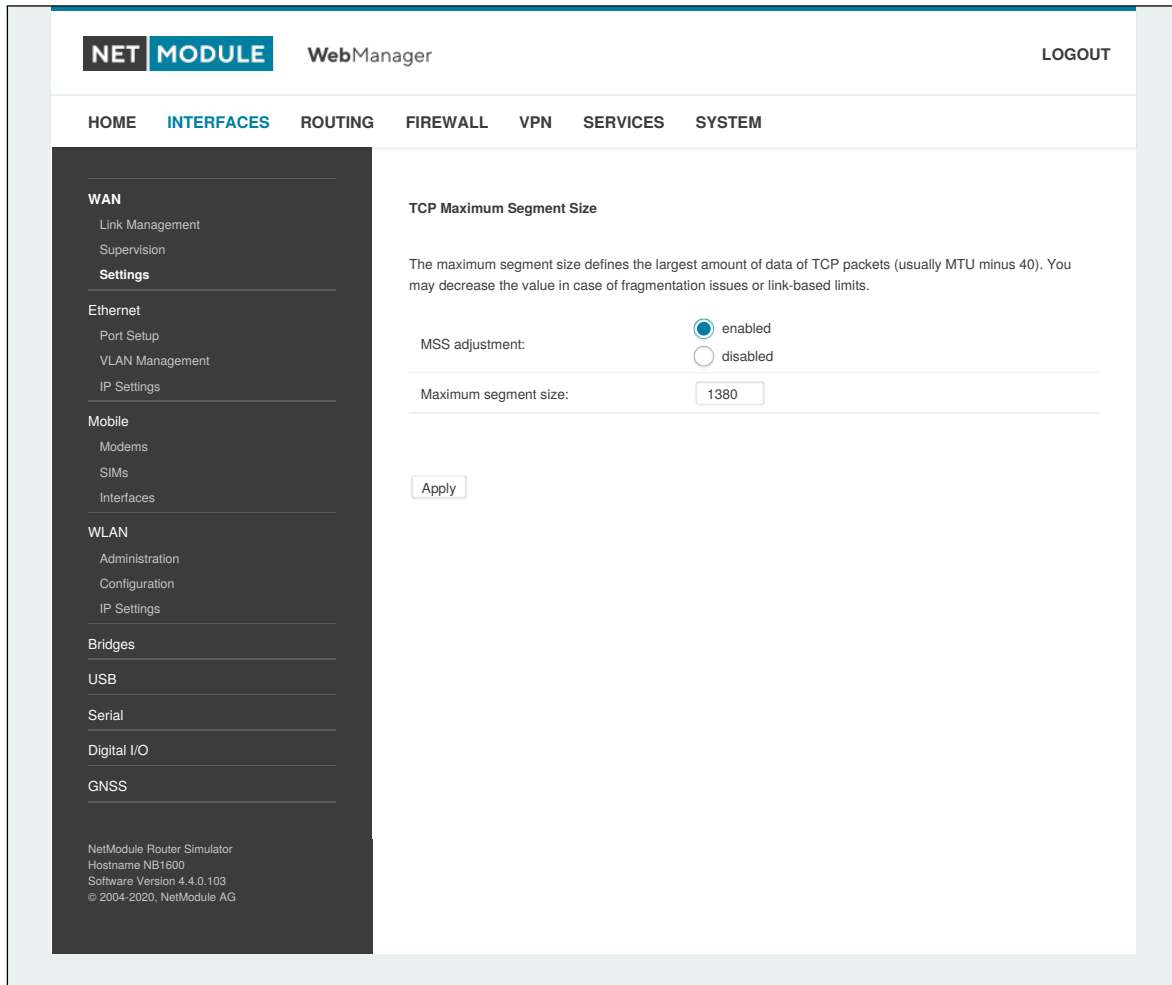 NET MODULE WebManager LOGOUT
HOME INTERFACES ROUTING FIREWALL VPN SERVICES SYSTEM
WAN
Link Management
Supervision
Settings
Ethernet
Port Setup
VLAN Management
IP Settings
Mobile
Modems
SIMs
Interfaces
WLAN
Administration
Configuration
IP Settings
Bridges
USB
Serial
Digital I/O
GNSS
NetModule Router Simulator
Hostname NB1600
Software Version 4.4.0.103
© 2004-2020, NetModule AG
TCP Maximum Segment Size
The maximum segment size defines the largest amount of data of TCP packets (usually MTU minus 40). You
may decrease the value in case of fragmentation issues or link-based limits.
MSS adjustment:
enabled
disabled
Maximum segment size: 1380
Apply